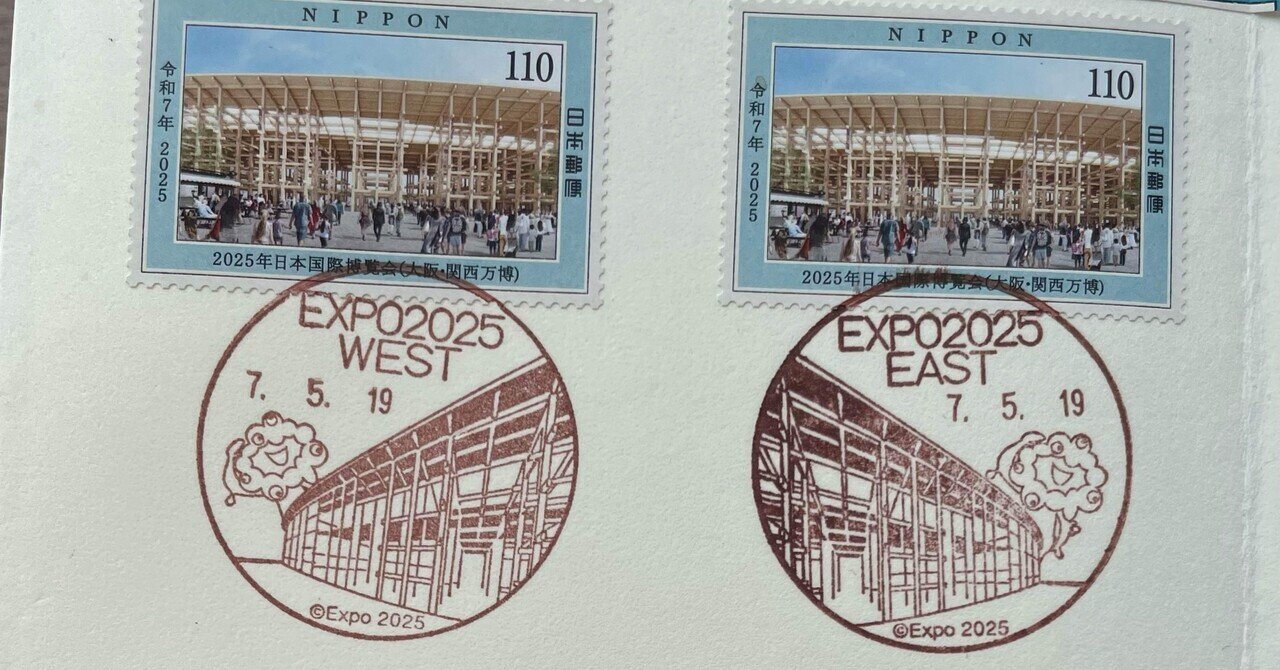 NIPPON
110
令和7年 2025
日本郵便
2025年日本国際博覧会(大阪・関西万博)
EXPO2025
WEST
7. 5. 19
©Expo 2025
NIPPON
110
令和7年 2025
日本郵便
2025年日本国際博覧会(大阪・関西万博)
EXPO2025
EAST
7. 5. 19
©Expo 2025